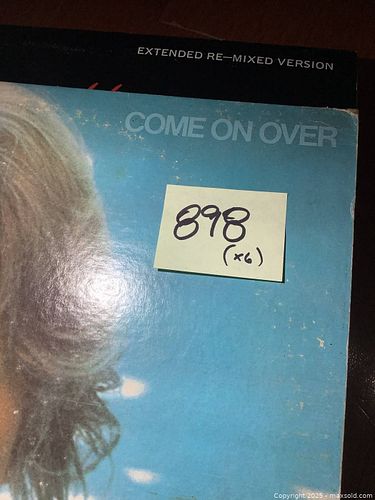 EXTENDED RE-MIXED VERSION
COME ON OVER
898
(x6)
Copyright 2025 - maxsold.com